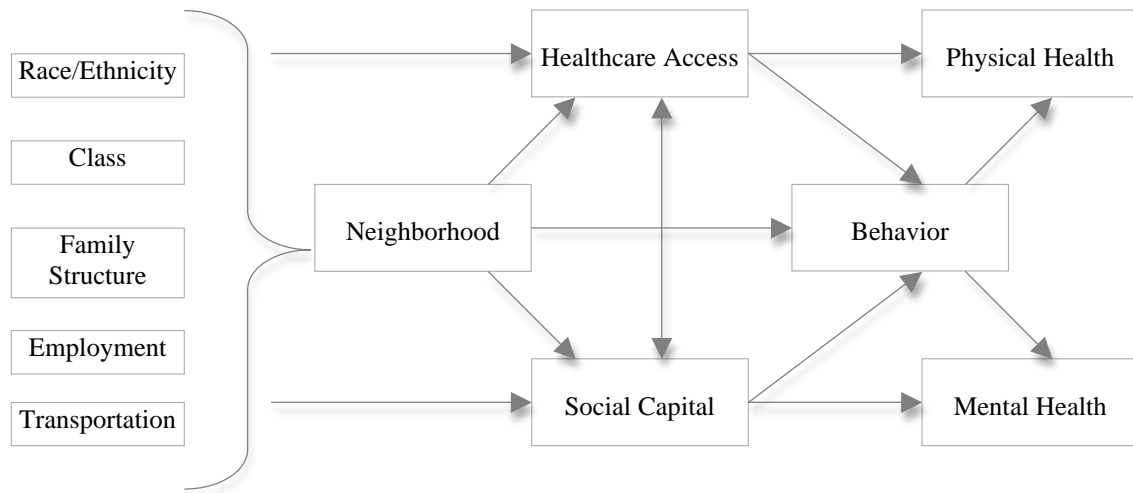 Race/Ethnicity
Class
Family
Structure
Employment
Transportation
Neighborhood
Healthcare Access
Social Capital
Behavior
Physical Health
Mental Health